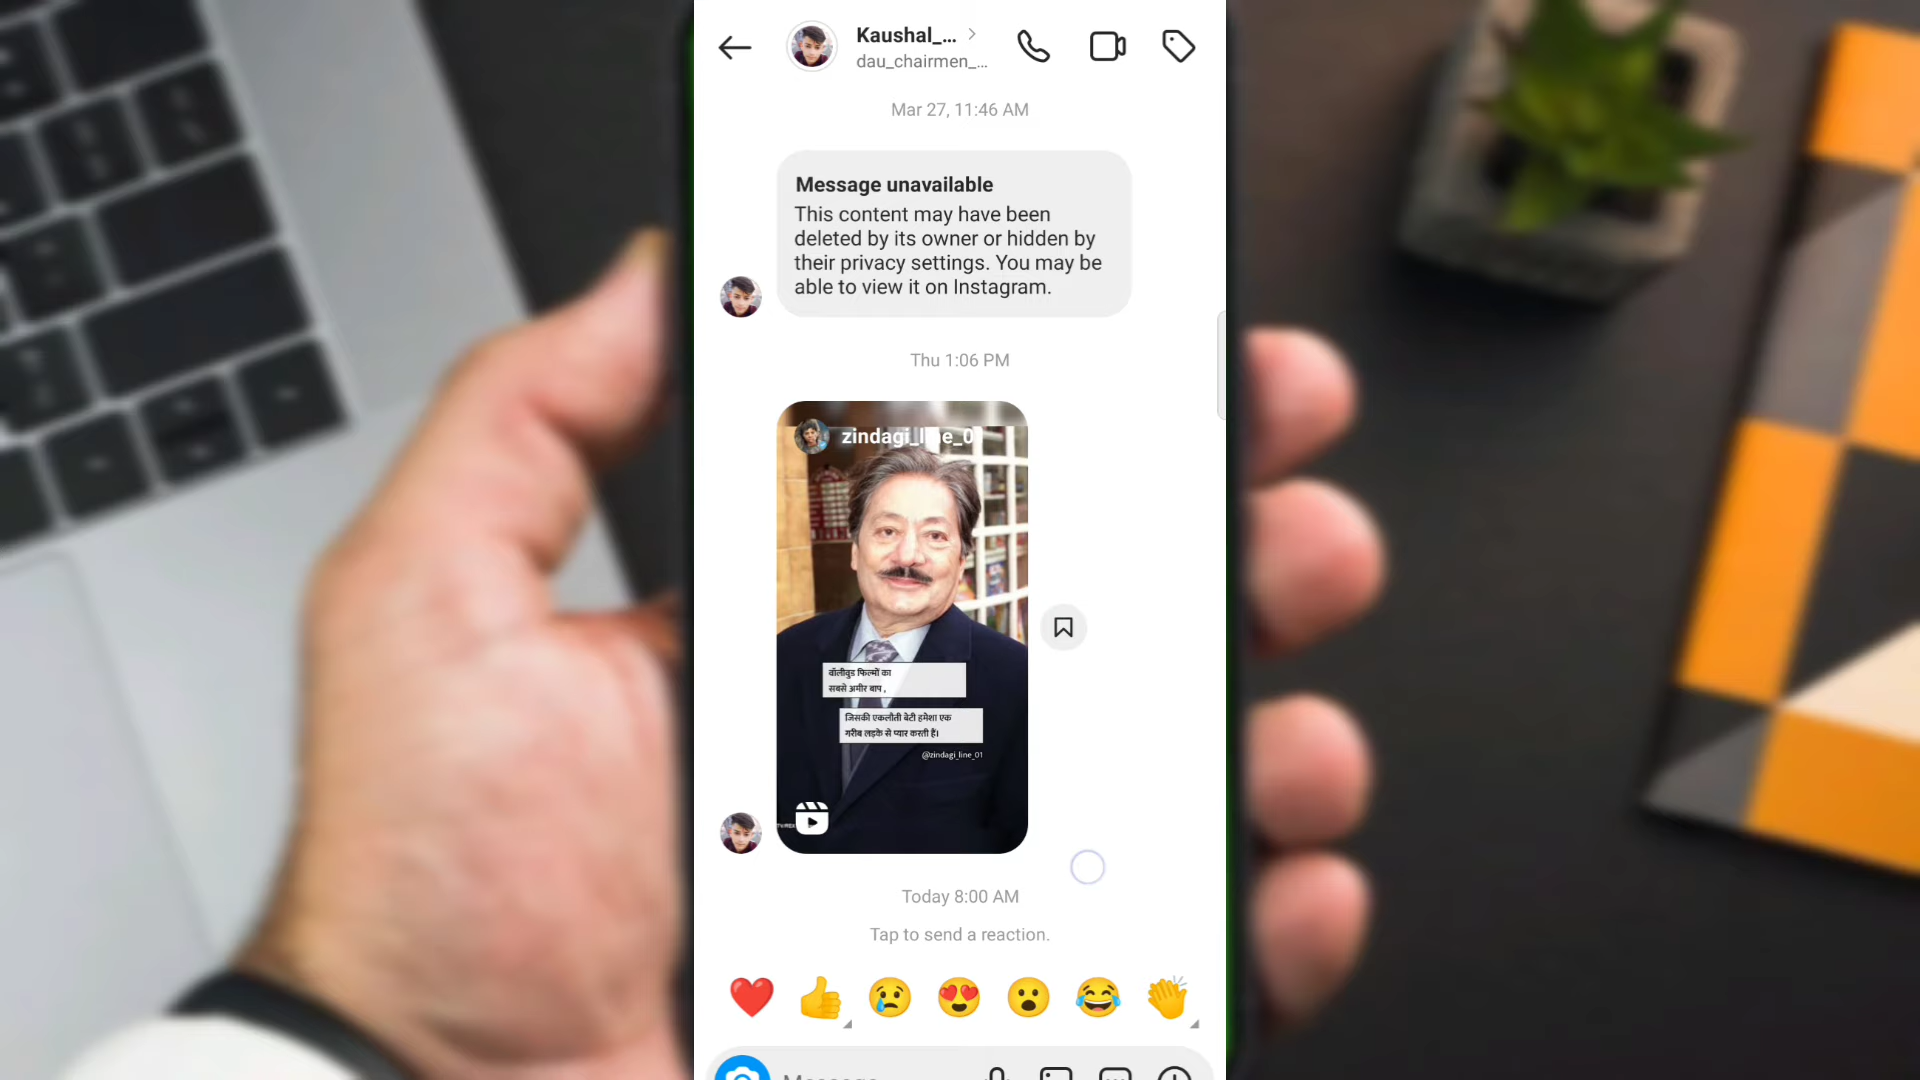 Kaushal_...
dau_chairmen_...
Mar 27, 11:46 AM
Message unavailable
This content may have been
deleted by its owner or hidden by
their privacy settings. You may be
able to view it on Instagram.
Thu 1:06 PM
zindagi_line_0
बॉलीवुड फिल्मों का
सबसे अमीर बाप ,
जिसकी एकलौती बेटी हमेशा एक
गरीब लड़के से प्यार करती हैं।
@zindagi_line_01
Today 8:00 AM
Tap to send a reaction.
Message